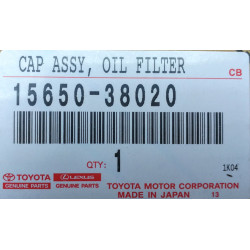 CAP ASSY, OIL FILTER
CB
15650-38020
QTY: 1
1K04
TOYOTA
GENUINE PARTS
LEXUS
GENUINE PARTS
TOYOTA MOTOR CORPORATION
MADE IN JAPAN 13